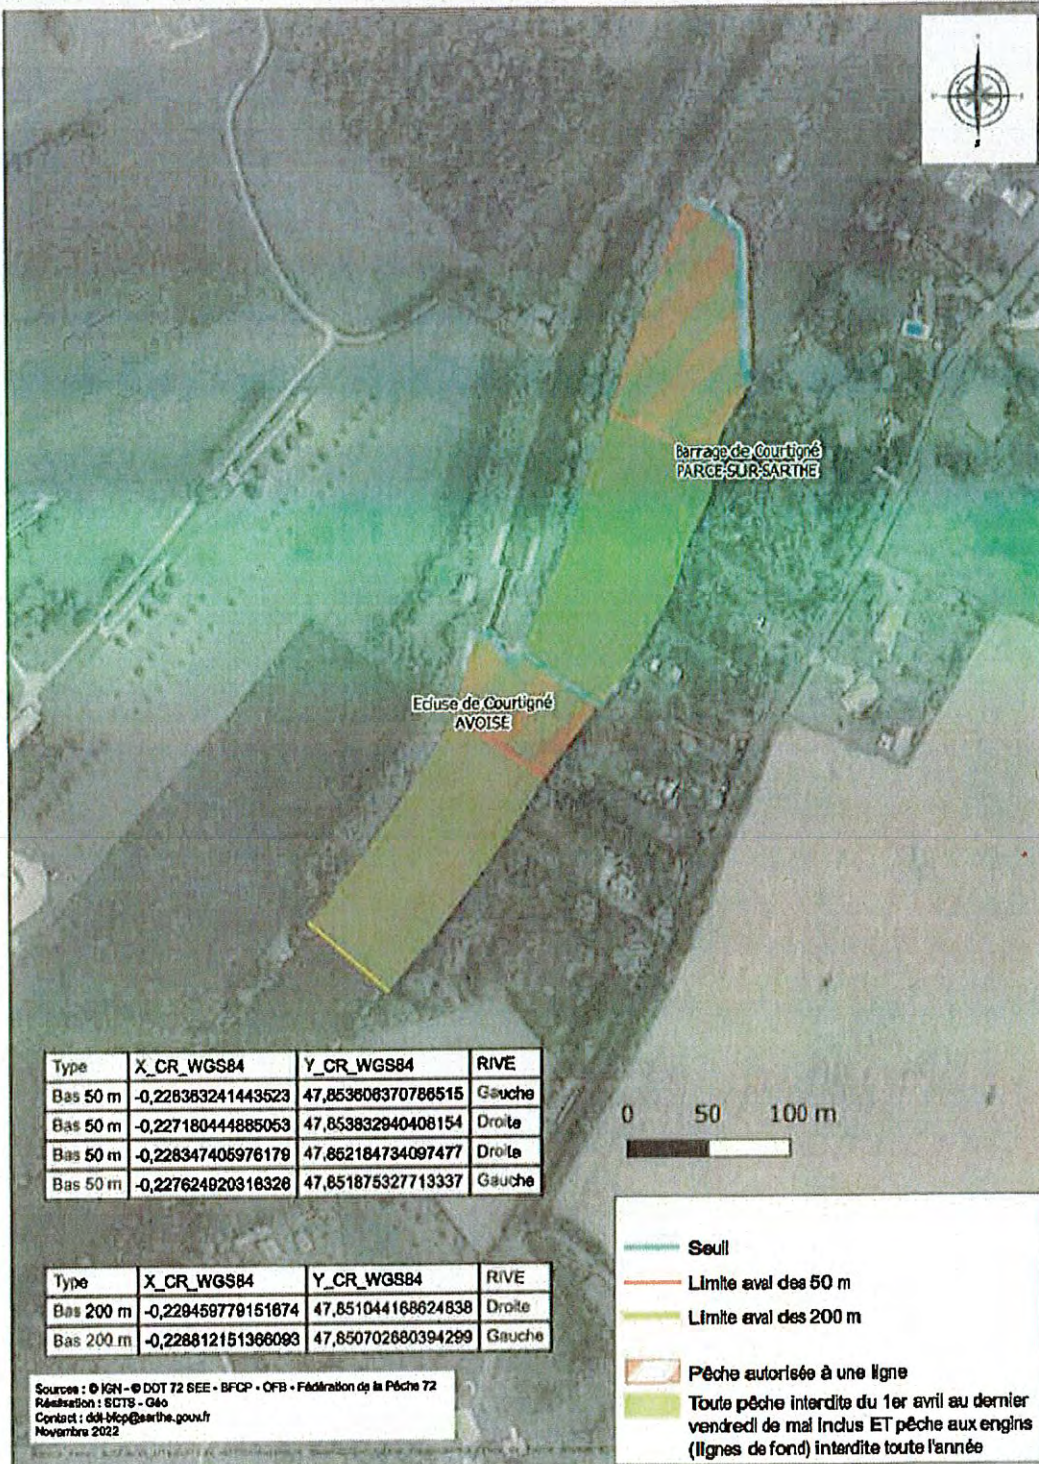 S
Barrage de Courtigné
PARCE-SUR-SARTHE
Ecluse de Courtigné
AVOISE
Type X_CR_WGS84 Y_CR_WGS84 RIVE
Bas 50 m -0,226363241443523 47,853606370786515 Gauche
Bas 50 m -0,227180444885053 47,853832940408154 Droite
Bas 50 m -0,228347405976179 47,852184734097477 Droite
Bas 50 m -0,227624920316326 47,851875327713337 Gauche
0 50 100 m
Type X_CR_WGS84 Y_CR_WGS84 RIVE
Bas 200 m -0,229459779151674 47,851044168624838 Droite
Bas 200 m -0,228812151366093 47,850702680394299 Gauche
Seuil
Limite aval des 50 m
Limite aval des 200 m
Pêche autorisée à une ligne
Toute pêche interdite du 1er avril au dernier
vendredi de mai inclus ET pêche aux engins
(lignes de fond) interdite toute l'année
Sources : © IGN - © DDT 72 SEE - BFCP - OFB - Fédération de la Pêche 72
Réalisation : SCTS - Géo
Contact : ddt-bfcp@sarthe.gouv.fr
Novembre 2022